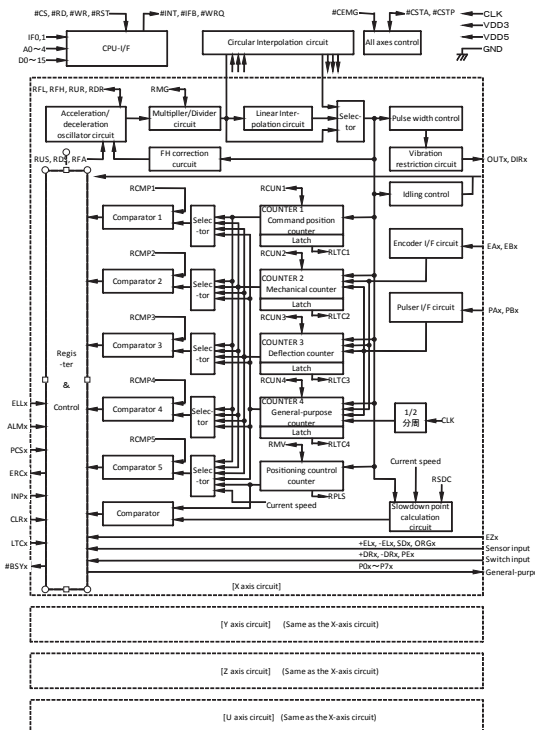 #CS, #RD, #WR, #RST
#INT, #IFB, #WRQ
#CEMG
#CSTA, #CSTP
CLK
VDD3
VDD5
GND
IF0,1
A0～4
D0～15
CPU-I/F
Circular Interpolation circuit
All axes control
RFL, RFH, RUR, RDR
RMG
Acceleration/
deceleration
oscillator circuit
Multipller/Divider
circuit
Linear Inter-
polation circuit
Selec-
tor
Pulse width control
FH correction
curcuit
Vibration
restriction circuit
OUTx, DIRx
RUS, RDS, RFA
Idling control
RCMP1
RCUN1
Comparator 1
Selec
-tor
COUNTER 1
Command position
counter
Latch
RLTC1
Encoder I/F circuit
EAx, EBx
RCMP2
RCUN2
Comparator 2
Selec
-tor
COUNTER 2
Mechanical counter
Latch
RLTC2
Pulser I/F circuit
PAx, PBx
RCMP3
RCUN3
Comparator 3
Selec
-tor
COUNTER 3
Deflection counter
Latch
RLTC3
Regis
-ter
&
Control
RCMP4
RCUN4
Comparator 4
Selec-
tor
COUNTER 4
General-purpose
counter
Latch
RLTC4
1/2
分周
CLK
RCMP5
RMV
Comparator 5
Selec
-tor
Positioning countrol
counter
RPLS
Current speed
RSDC
Comparator
Current speed
Slowdown point
calculation
circuit
ELLx
ALMx
PCSx
ERCx
INPx
CLRx
LTCx
#BSYx
EZx
+ELx, -ELx, SDx, ORGx
Sensor input
+DRx, -DRx, PEx
Switch input
P0x～P7x
General-purp
[X axis circuit]
[Y axis circuit] (Same as the X-axis circuit)
[Z axis circuit] (Same as the X-axis circuit)
[U axis circuit] (Same as the X-axis circuit)